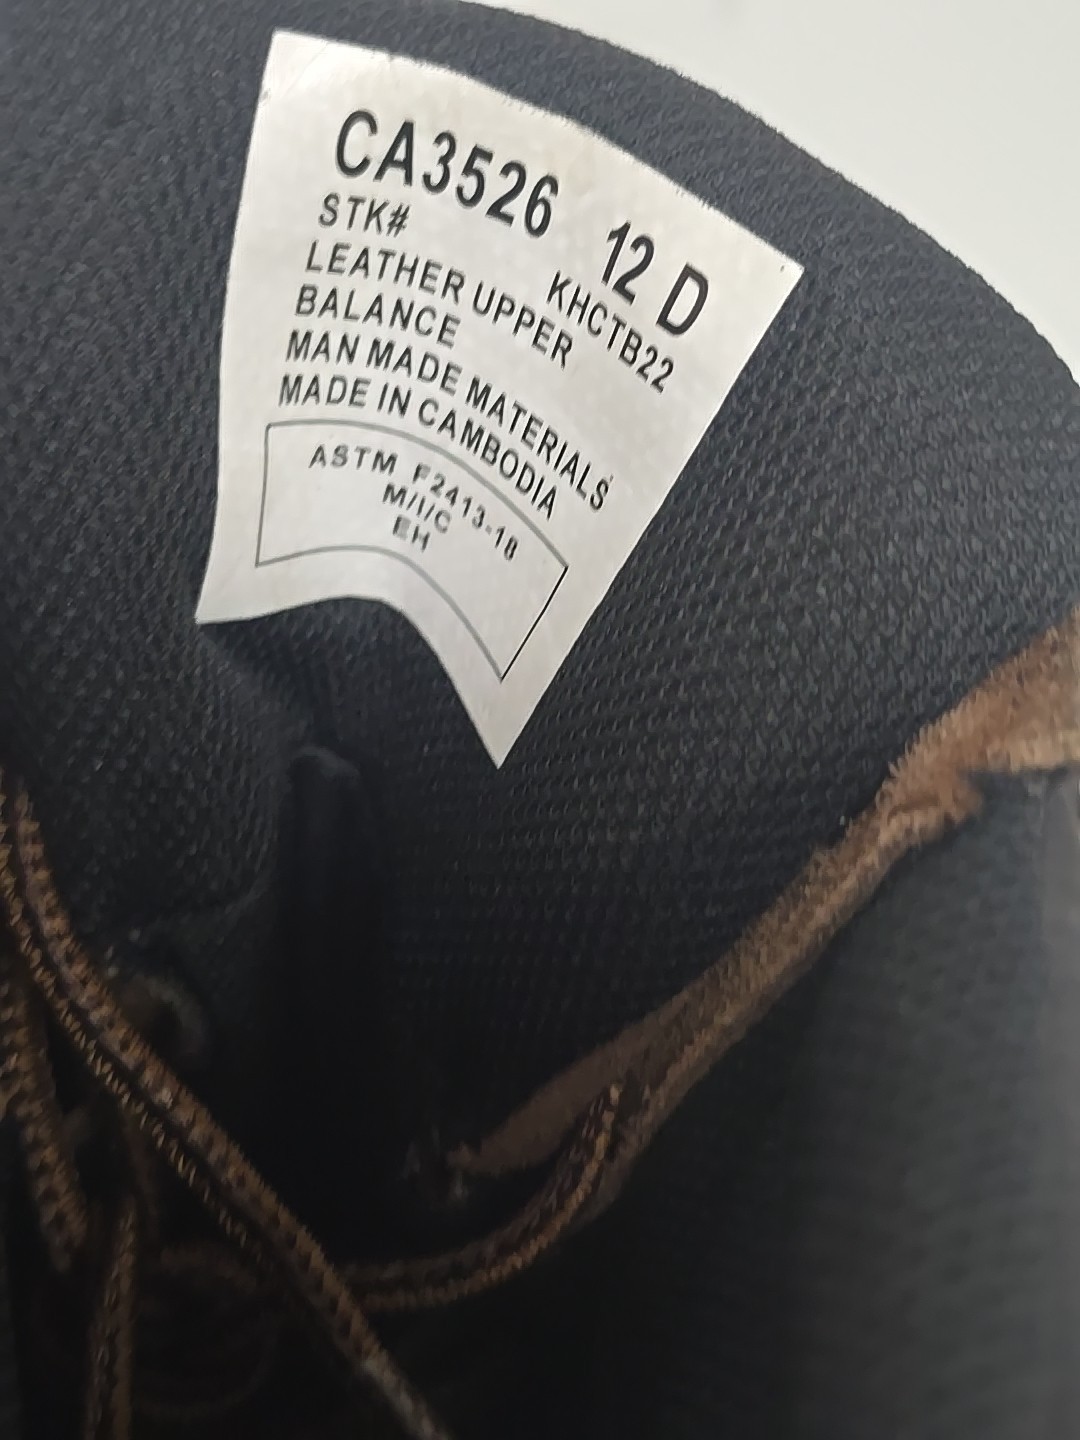 CA3526 12 D
STK# KHCTB22
LEATHER UPPER
BALANCE
MAN MADE MATERIALS
MADE IN CAMBODIA
ASTM F2413-18
M/I/C
EH